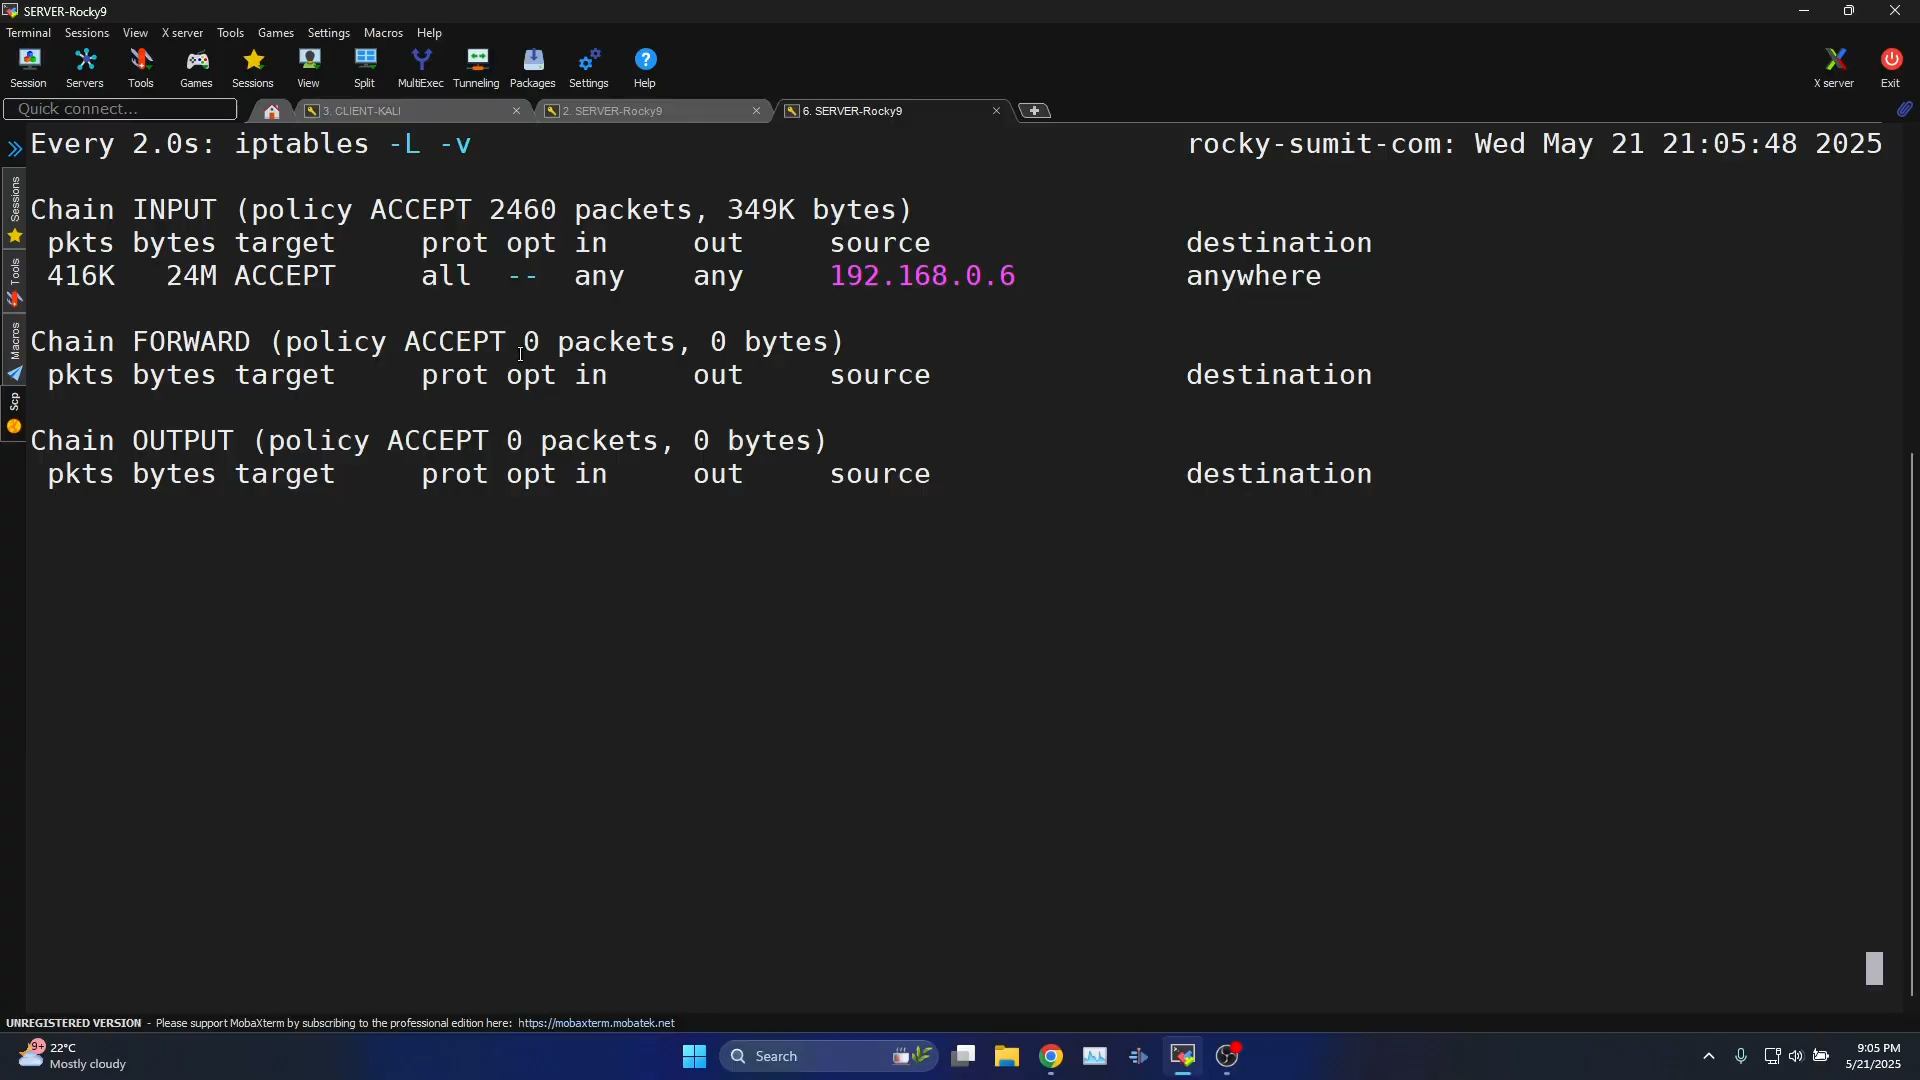 SERVER-Rocky9
Terminal Sessions View X server Tools Games Settings Macros Help
Session Servers Tools Games Sessions View Split MultiExec Tunneling Packages Settings Help X server Exit
Quick connect... 3. CLIENT-KALI 2. SERVER-Rocky9 6. SERVER-Rocky9
Every 2.0s: iptables -L -v rocky-sumit-com: Wed May 21 21:05:48 2025
Chain INPUT (policy ACCEPT 2460 packets, 349K bytes)
pkts bytes target prot opt in out source destination
416K 24M ACCEPT all -- any any 192.168.0.6 anywhere
Chain FORWARD (policy ACCEPT 0 packets, 0 bytes)
pkts bytes target prot opt in out source destination
Chain OUTPUT (policy ACCEPT 0 packets, 0 bytes)
pkts bytes target prot opt in out source destination
Sessions
Tools
Macros
Scp
UNREGISTERED VERSION - Please support MobaXterm by subscribing to the professional edition here: https://mobaxterm.mobatek.net
9+
22°C
Mostly cloudy
Search
9:05 PM
5/21/2025